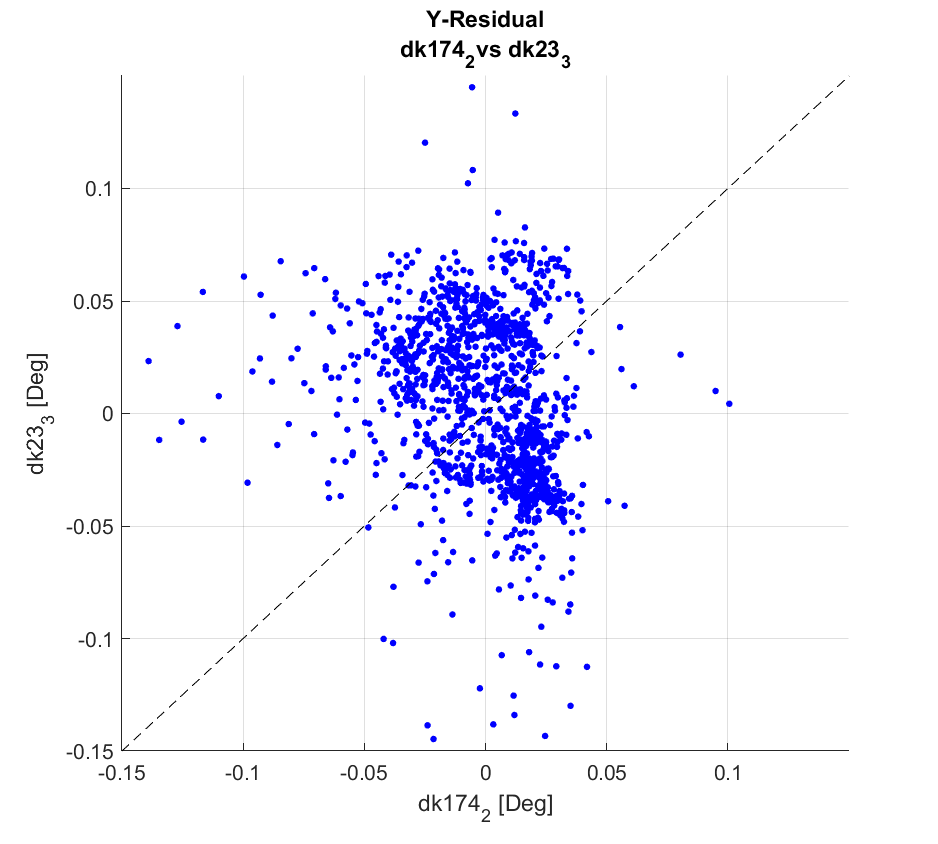 Y-Residual
dk174₂vs dk23₃
0.1
0.05
0
-0.05
-0.1
-0.15
dk23₃ [Deg]
-0.15 -0.1 -0.05 0 0.05 0.1
dk174₂ [Deg]